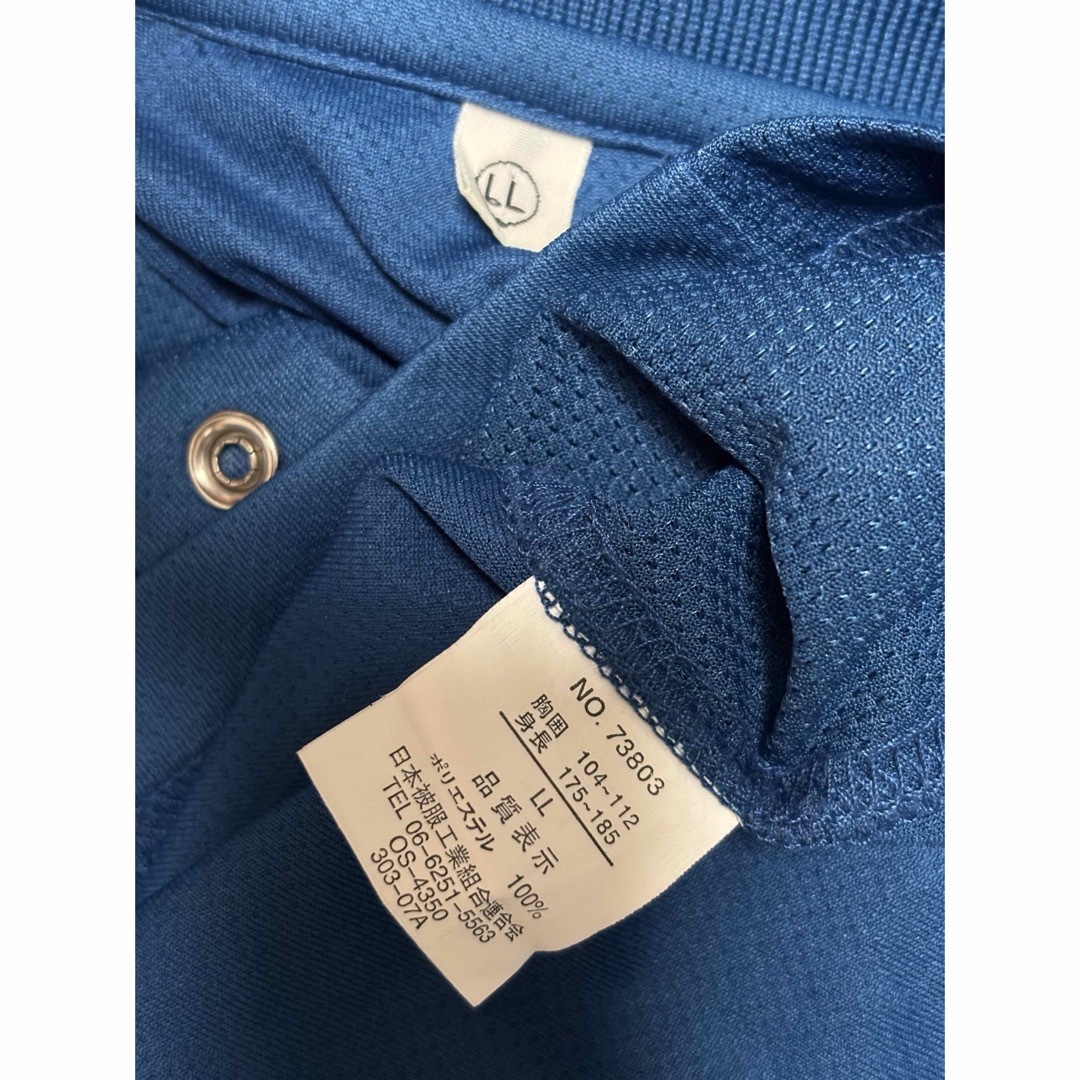 LL
NO. 73803
胸囲 104~112
身長 175~185
LL
品質表示
ポリエステル 100%
日本被服工業組合連合会
TEL 06-6251-5563
OS-4350
303-07A